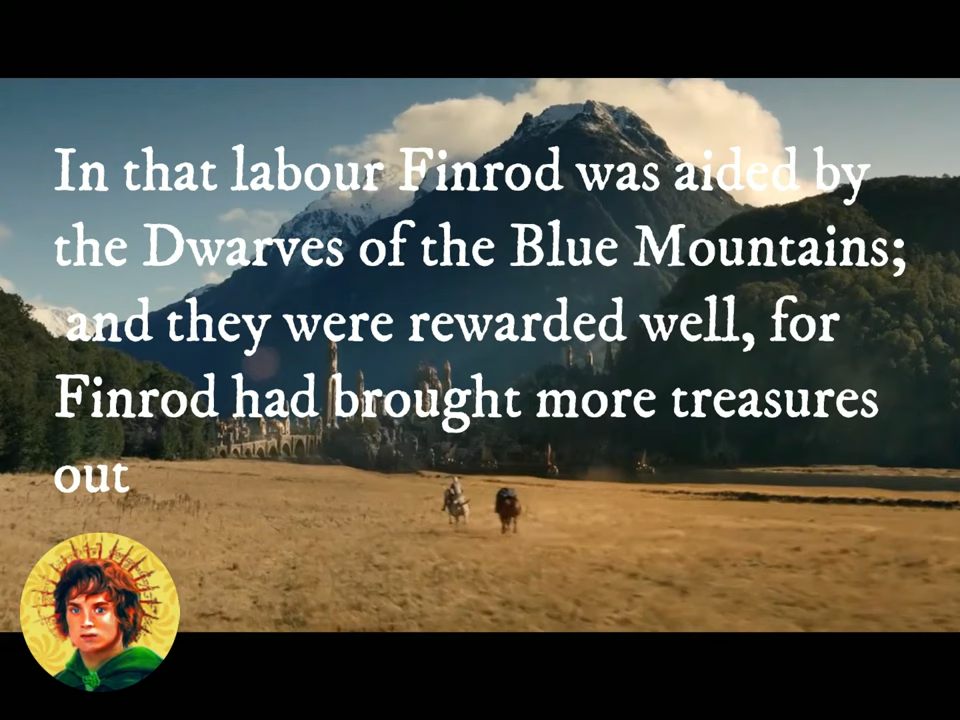 In that labour Finrod was aided by
the Dwarves of the Blue Mountains;
and they were rewarded well, for
Finrod had brought more treasures
out